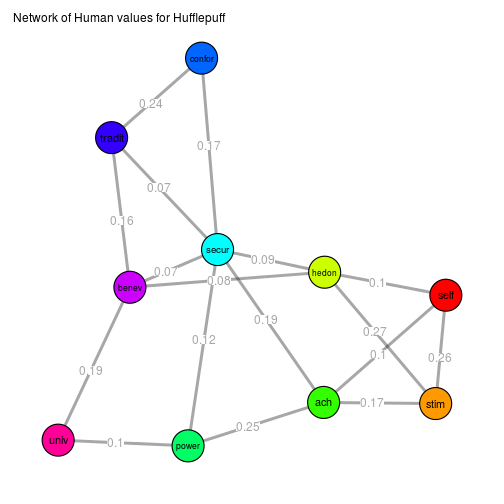 Network of Human values for Hufflepuff
confor
0.24
tradit
0.17
0.07
0.16
secur
0.09
0.07
hedon
0.08
benev
0.1
self
0.19
0.27
0.12
0.1
0.26
0.19
ach
0.17
stim
0.25
univ
0.1
power